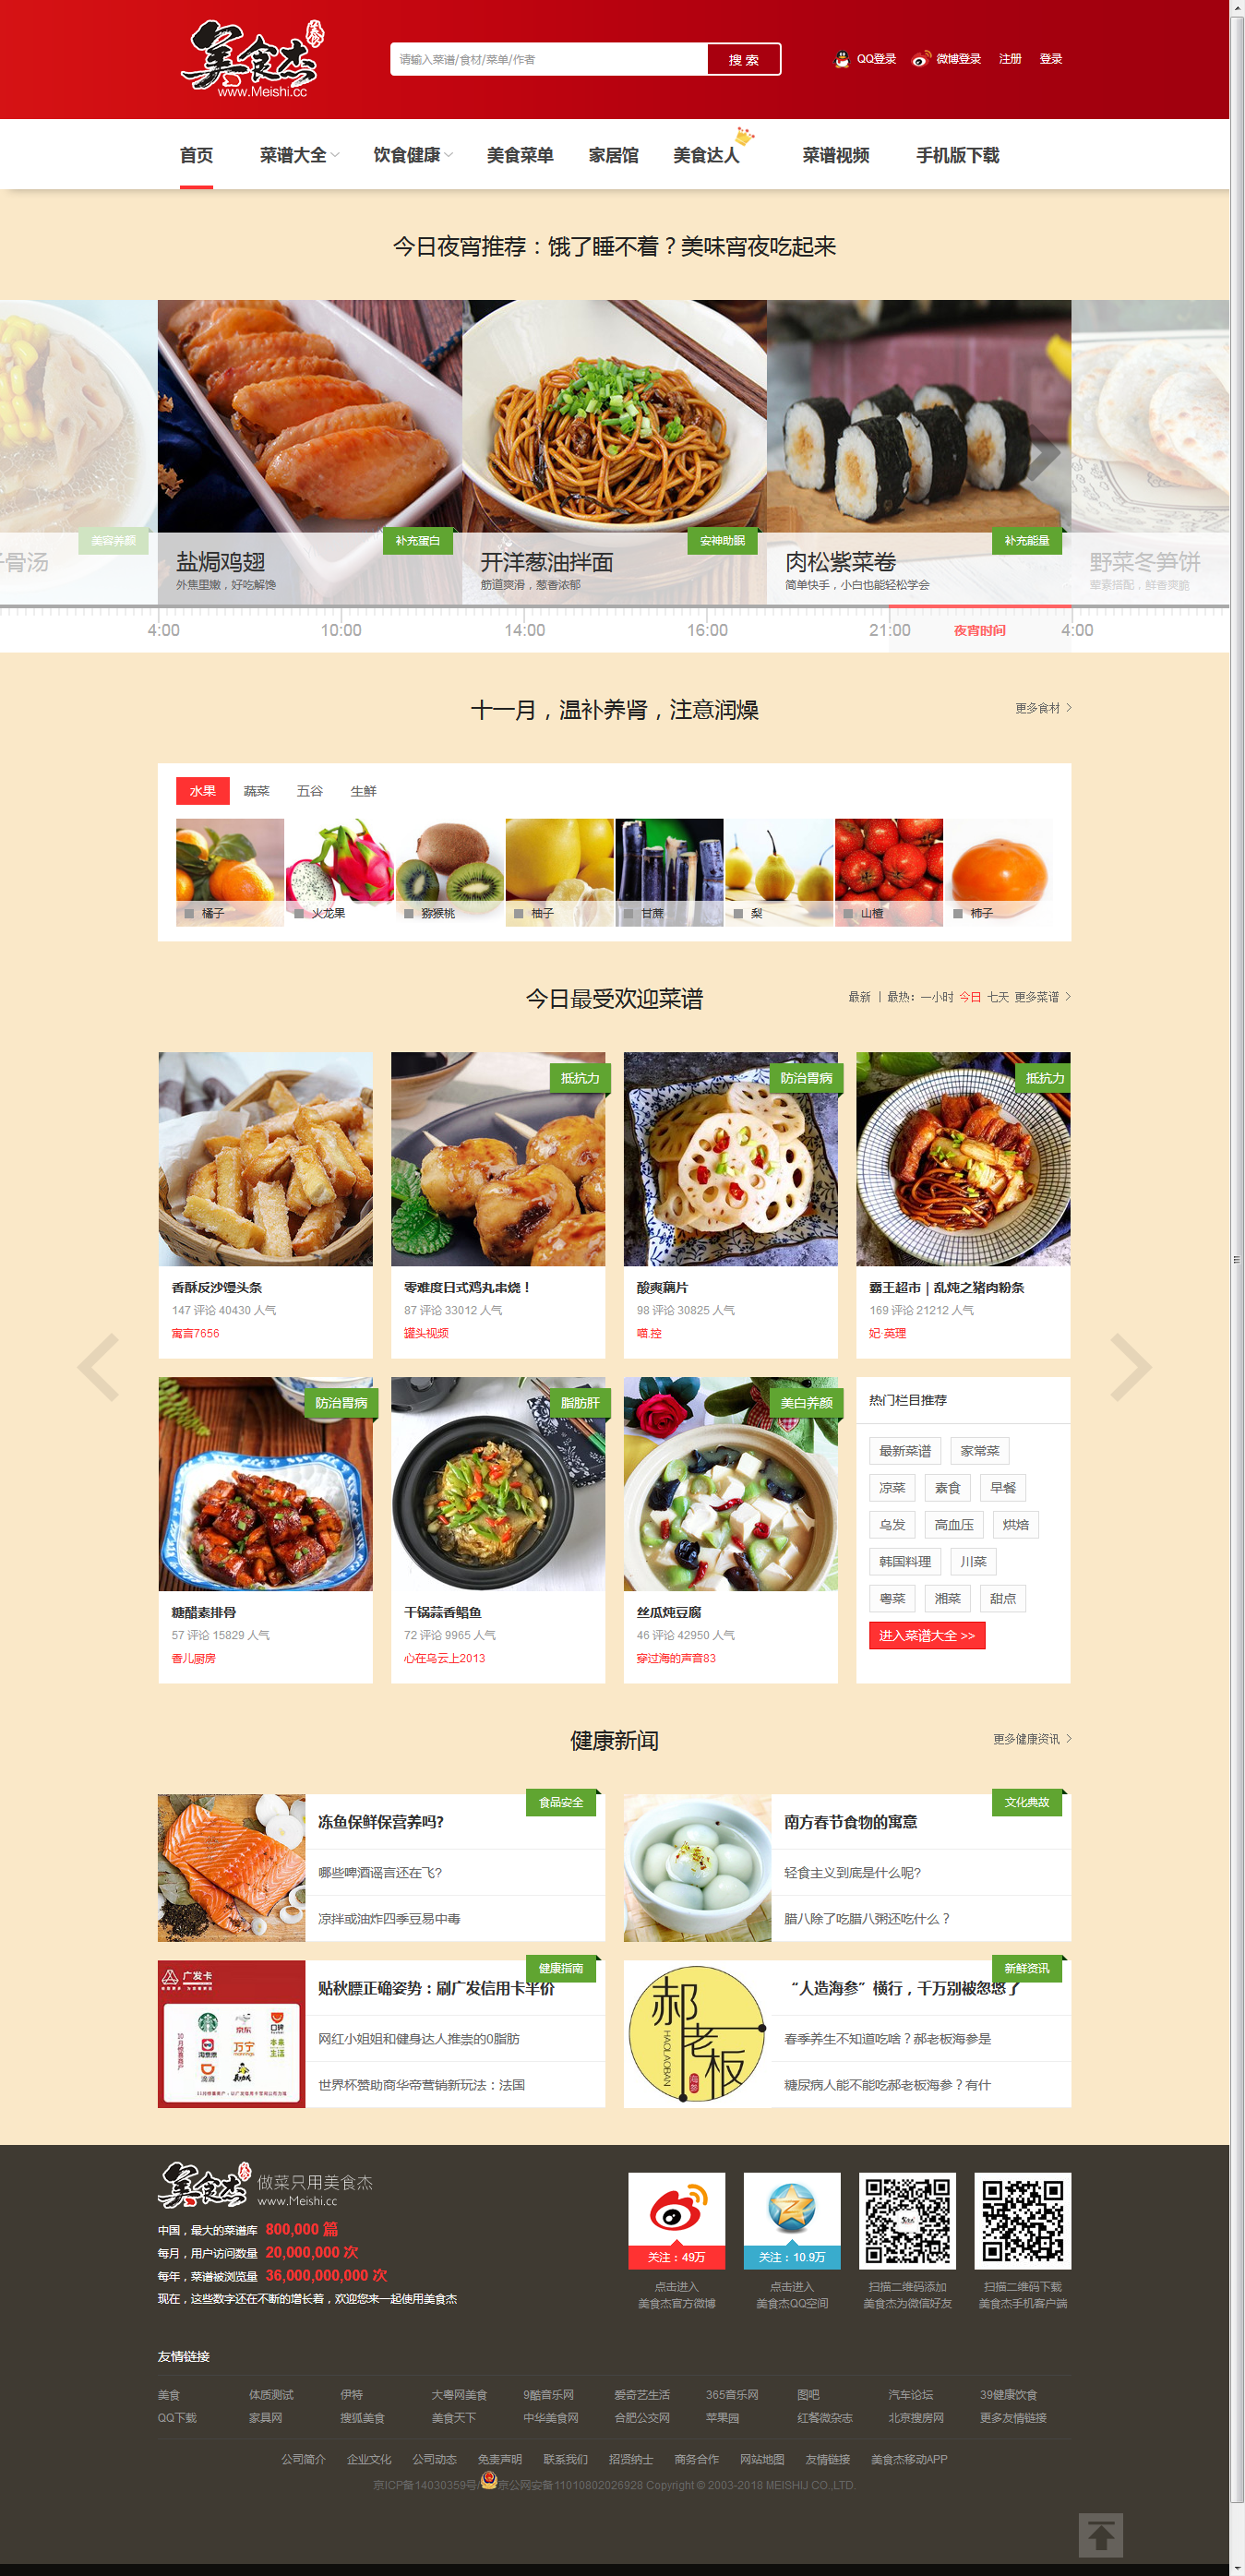 美食杰
www.Meishi.cc
请输入菜谱/食材/菜单/作者
搜 索
QQ登录 微博登录 注册 登录
首页 菜谱大全 饮食健康 美食菜单 家居馆 美食达人 菜谱视频 手机版下载
今日夜宵推荐：饿了睡不着？美味宵夜吃起来
美容养颜 补充蛋白 安神助眠 补充能量
骨汤 盐焗鸡翅 开洋葱油拌面 肉松紫菜卷 野菜冬笋饼
外焦里嫩，好吃解馋 筋道爽滑，葱香浓郁 简单快手，小白也能轻松学会 荤素搭配，鲜香爽脆
4:00 10:00 14:00 16:00 21:00 夜宵时间 4:00
十一月，温补养肾，注意润燥
更多食材
水果 蔬菜 五谷 生鲜
橘子 火龙果 猕猴桃 柚子 甘蔗 梨 山楂 柿子
今日最受欢迎菜谱
最新 | 最热: 一小时 今日 七天 更多菜谱
抵抗力 防治胃病 抵抗力
香酥反沙馒头条 零难度日式鸡丸串烧！ 酸爽藕片 霸王超市 | 乱炖之猪肉粉条
147 评论 40430 人气 87 评论 33012 人气 98 评论 30825 人气 169 评论 21212 人气
寓言7656 罐头视频 喵.控 妃·英理
防治胃病 脂肪肝 美白养颜
热门栏目推荐
最新菜谱 家常菜
凉菜 素食 早餐
乌发 高血压 烘焙
韩国料理 川菜
粤菜 湘菜 甜点
进入菜谱大全 >>
糖醋素排骨 干锅蒜香鲳鱼 丝瓜炖豆腐
57 评论 15829 人气 72 评论 9965 人气 46 评论 42950 人气
香儿厨房 心在乌云上2013 穿过海的声音83
健康新闻
更多健康资讯
食品安全
冻鱼保鲜保营养吗?
哪些啤酒谣言还在飞?
凉拌或油炸四季豆易中毒
文化典故
南方春节食物的寓意
轻食主义到底是什么呢?
腊八除了吃腊八粥还吃什么？
广发卡
健康指南
贴秋膘正确姿势：刷广发信用卡半价
网红小姐姐和健身达人推崇的0脂肪
世界杯赞助商华帝营销新玩法：法国
郝老板
HAOLAOBAN
新鲜资讯
“人造海参”横行，千万别被忽悠了
春季养生不知道吃啥？郝老板海参是
糖尿病人能不能吃郝老板海参？有什
美食杰 做菜只用美食杰
www.Meishi.cc
中国，最大的菜谱库 800,000 篇
每月，用户访问数量 20,000,000 次
每年，菜谱被浏览量 36,000,000,000 次
现在，这些数字还在不断的增长着，欢迎您来一起使用美食杰
关注：49万 关注：10.9万
点击进入 点击进入 扫描二维码添加 扫描二维码下载
美食杰官方微博 美食杰QQ空间 美食杰为微信好友 美食杰手机客户端
友情链接
美食 体质测试 伊特 大粤网美食 9酷音乐网 爱奇艺生活 365音乐网 图吧 汽车论坛 39健康饮食
QQ下载 家具网 搜狐美食 美食天下 中华美食网 合肥公交网 苹果园 红餐微杂志 北京搜房网 更多友情链接
公司简介 企业文化 公司动态 免责声明 联系我们 招贤纳士 商务合作 网站地图 友情链接 美食杰移动APP
京ICP备14030359号 京公网安备11010802026928 Copyright © 2003-2018 MEISHIJ CO.,LTD.